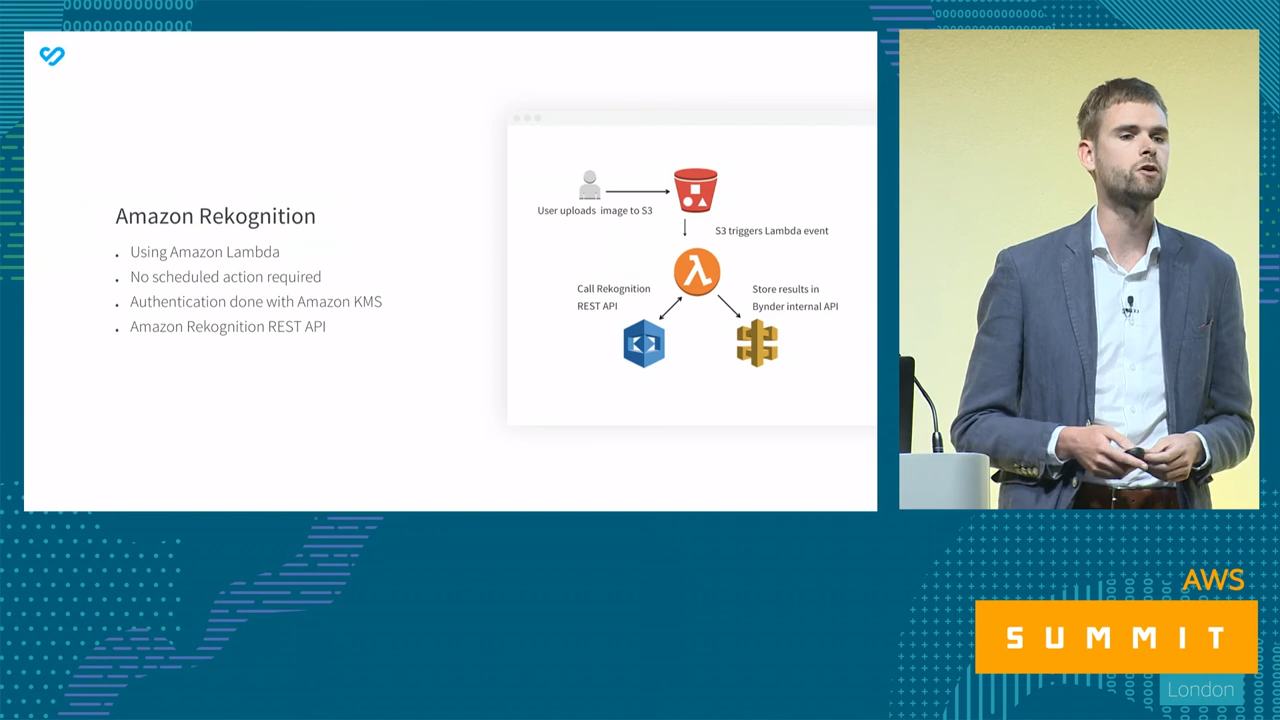 Amazon Rekognition
Using Amazon Lambda
No scheduled action required
Authentication done with Amazon KMS
Amazon Rekognition REST API
User uploads image to S3
S3 triggers Lambda event
Call Rekognition
REST API
Store results in
Bynder internal API
AWS
SUMMIT
London